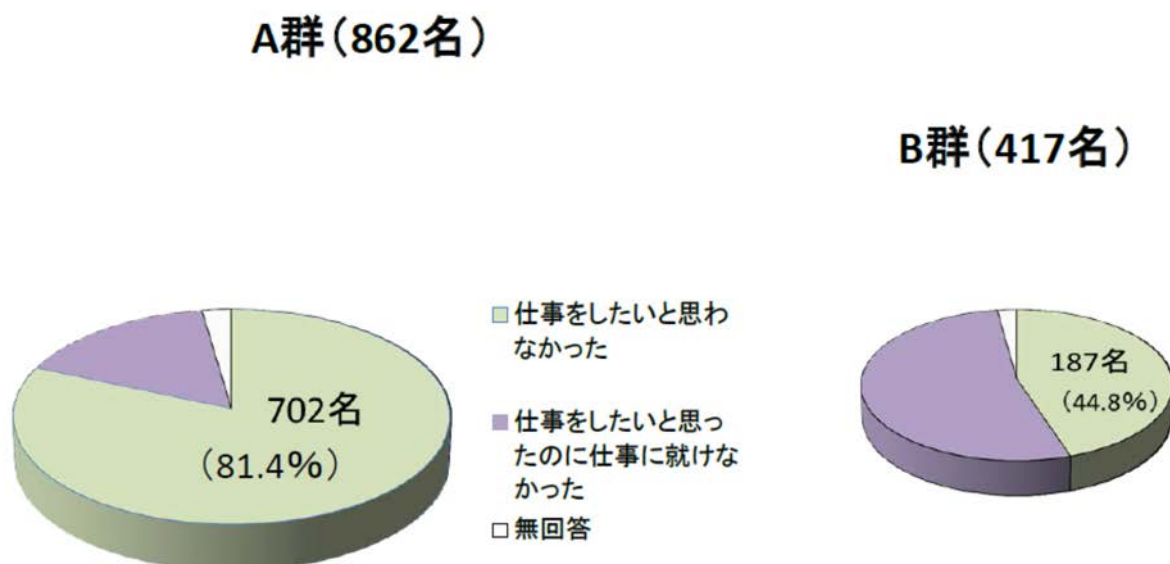 A群（862名）
B群（417名）
702名
（81.4%）
仕事をしたいと思わ
なかった
仕事をしたいと思っ
たのに仕事に就けな
かった
無回答
187名
（44.8%）